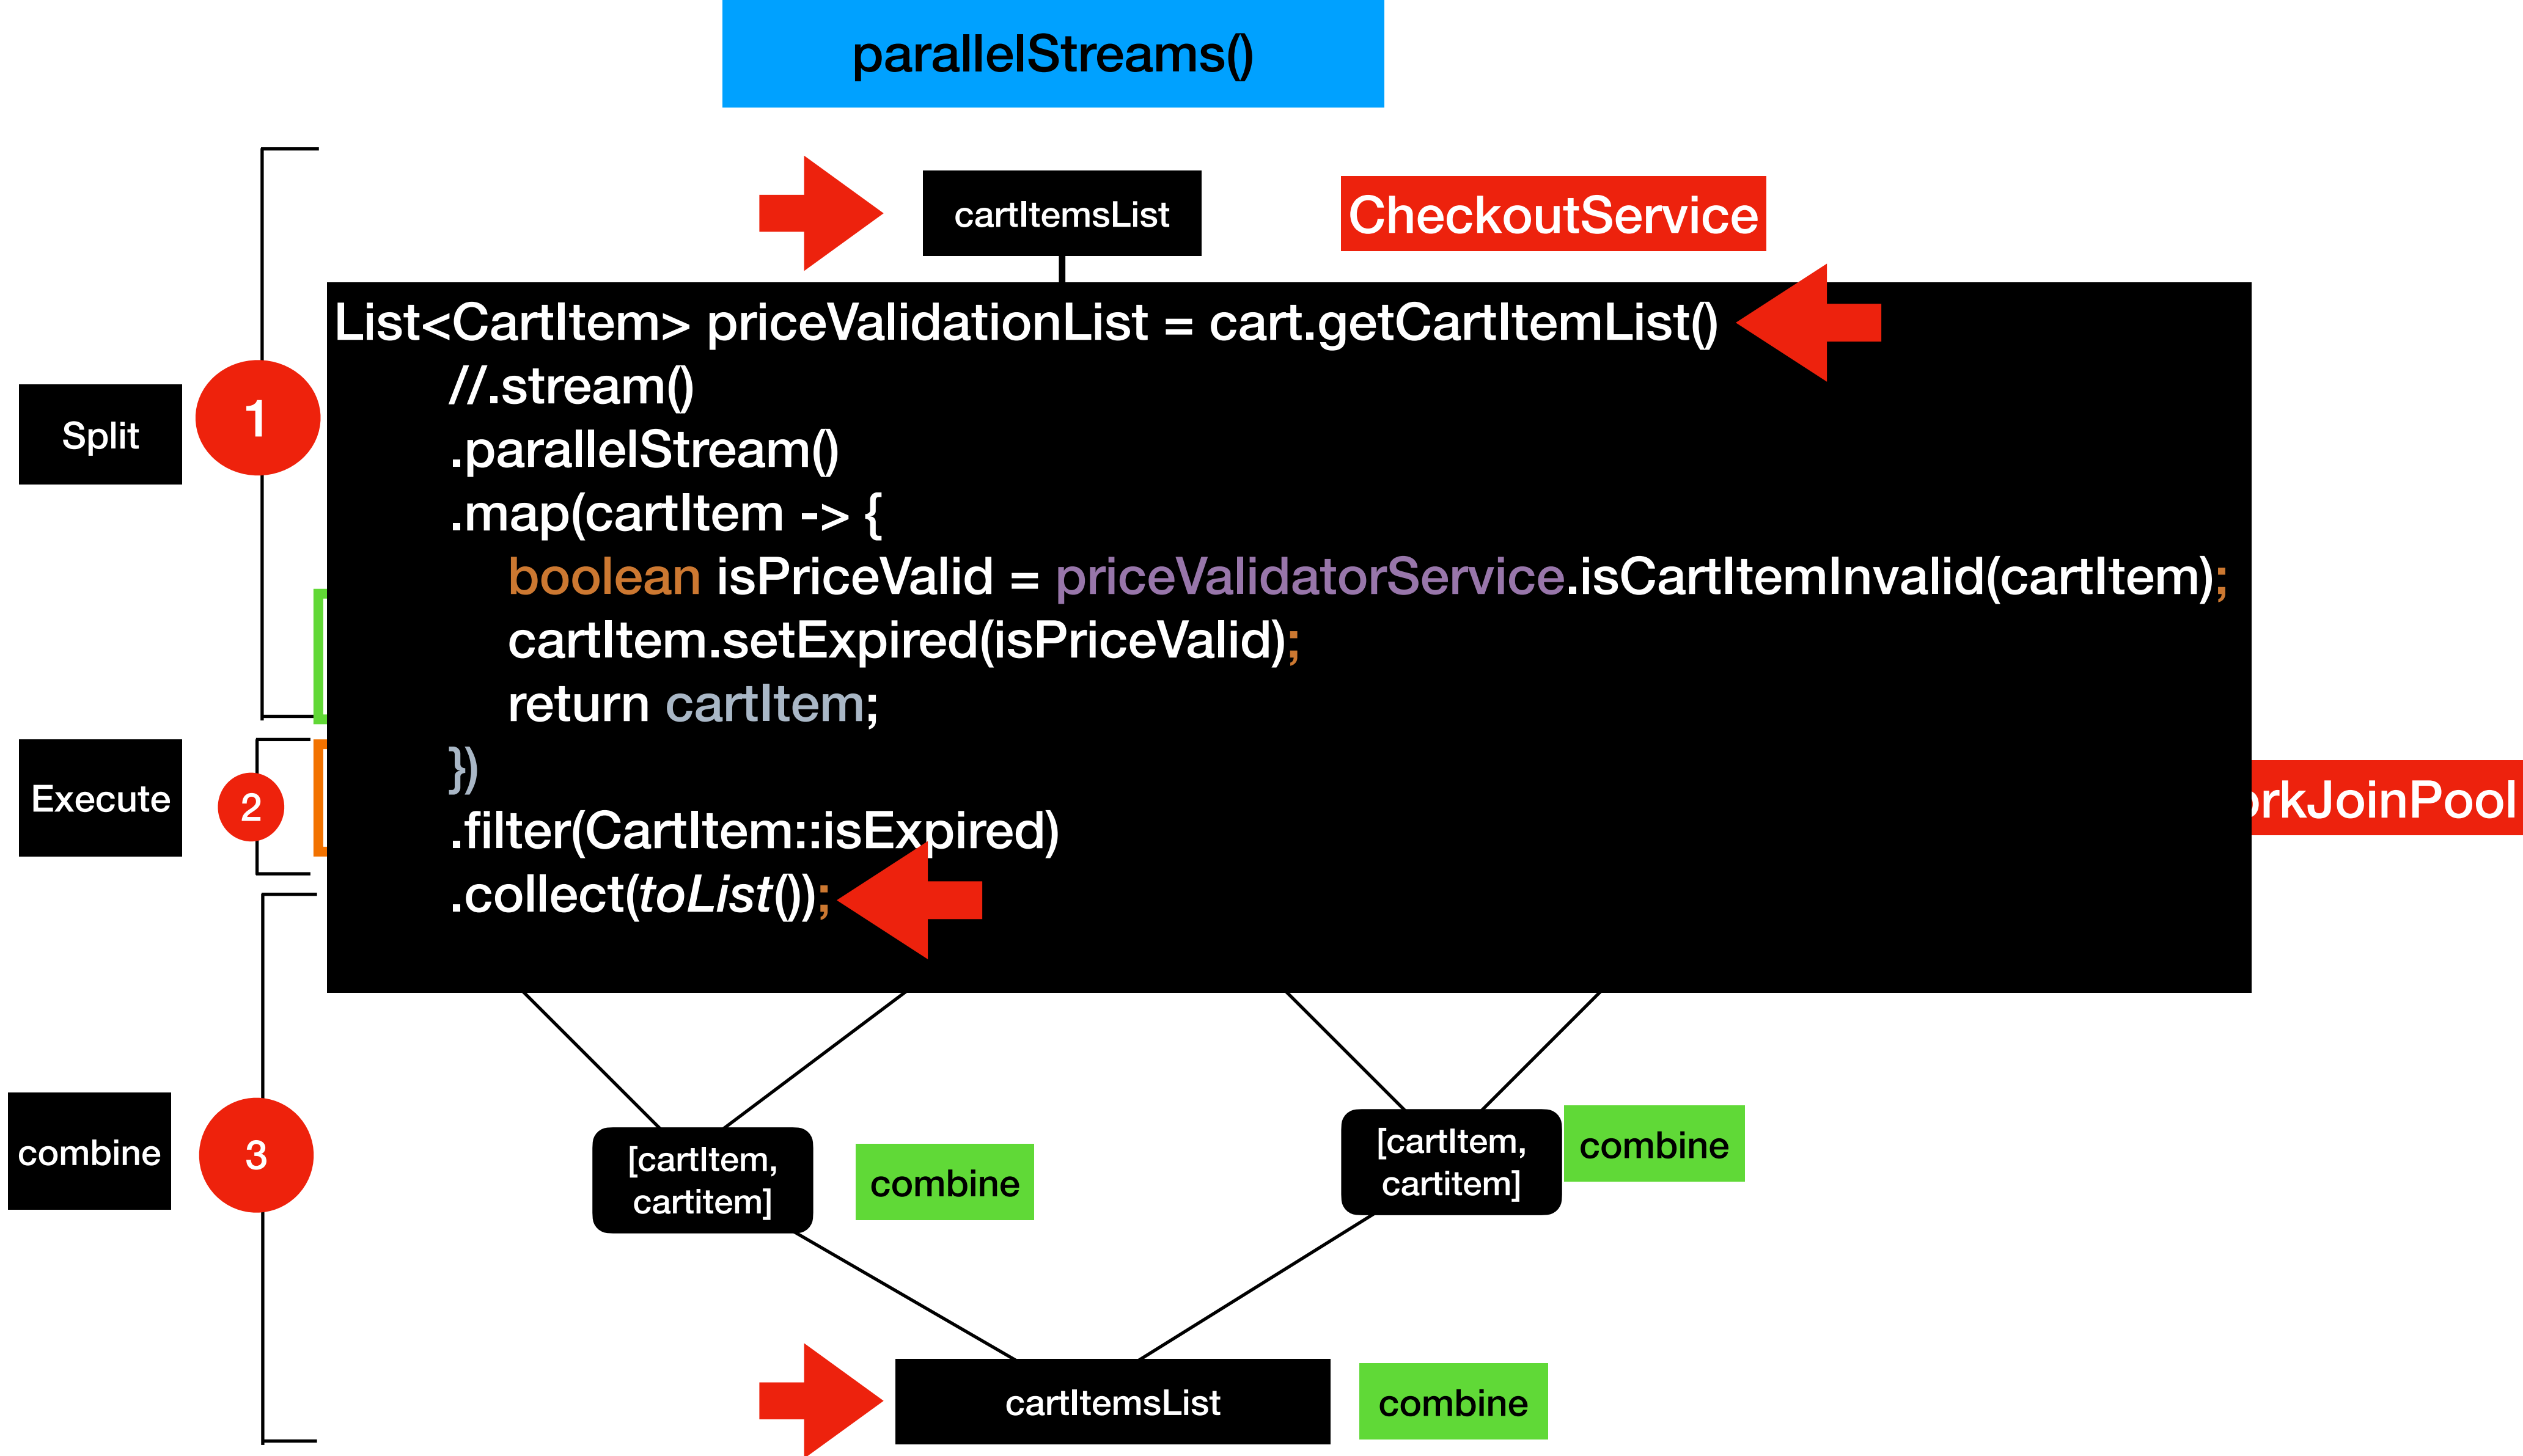 parallelStreams()
cartItemsList
CheckoutService
List<CartItem> priceValidationList = cart.getCartItemList()
//.stream()
.parallelStream()
.map(cartItem -> {
boolean isPriceValid = priceValidatorService.isCartItemInvalid(cartItem);
cartItem.setExpired(isPriceValid);
return cartItem;
})
.filter(CartItem::isExpired)
.collect(toList());
Split
1
Execute
2
rkJoinPool
combine
3
[cartItem,
cartitem]
combine
[cartItem,
cartitem]
combine
cartItemsList
combine